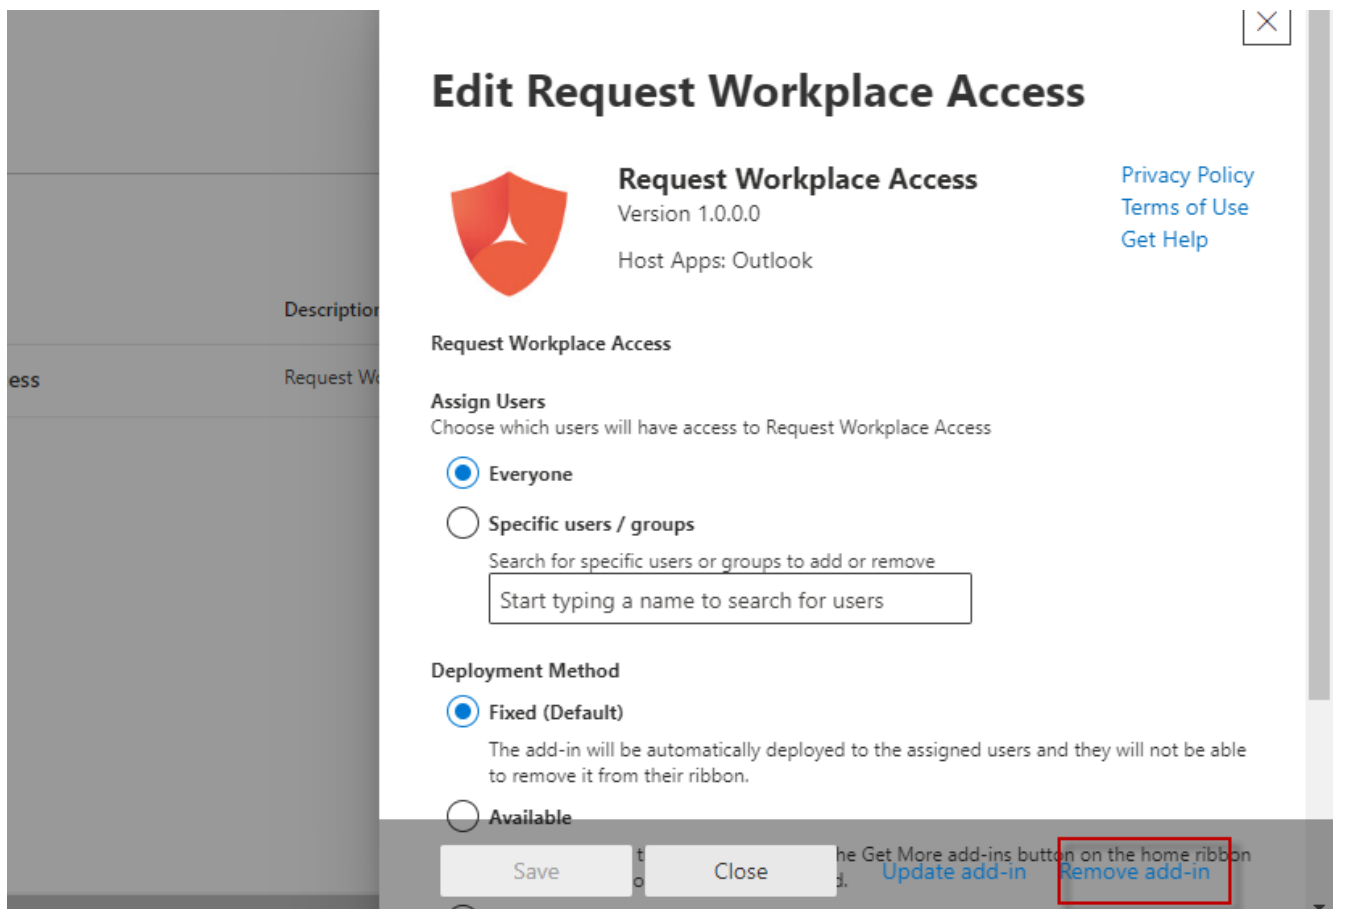 Edit Request Workplace Access
Request Workplace Access
Version 1.0.0.0
Host Apps: Outlook
Privacy Policy
Terms of Use
Get Help
Description
ess
Request Wo
Request Workplace Access
Assign Users
Choose which users will have access to Request Workplace Access
Everyone
Specific users / groups
Search for specific users or groups to add or remove
Start typing a name to search for users
Deployment Method
Fixed (Default)
The add-in will be automatically deployed to the assigned users and they will not be able
to remove it from their ribbon.
Available
he Get More add-ins button on the home ribbon
d.
Save
Close
Update add-in
Remove add-in